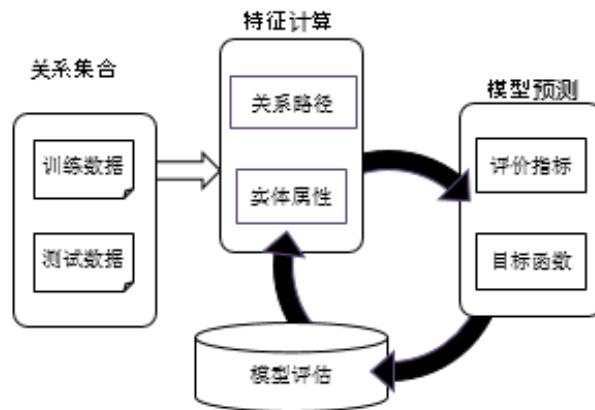 特征计算
关系集合
关系路径
模型预测
训练数据
评价指标
实体属性
测试数据
目标函数
模型评估